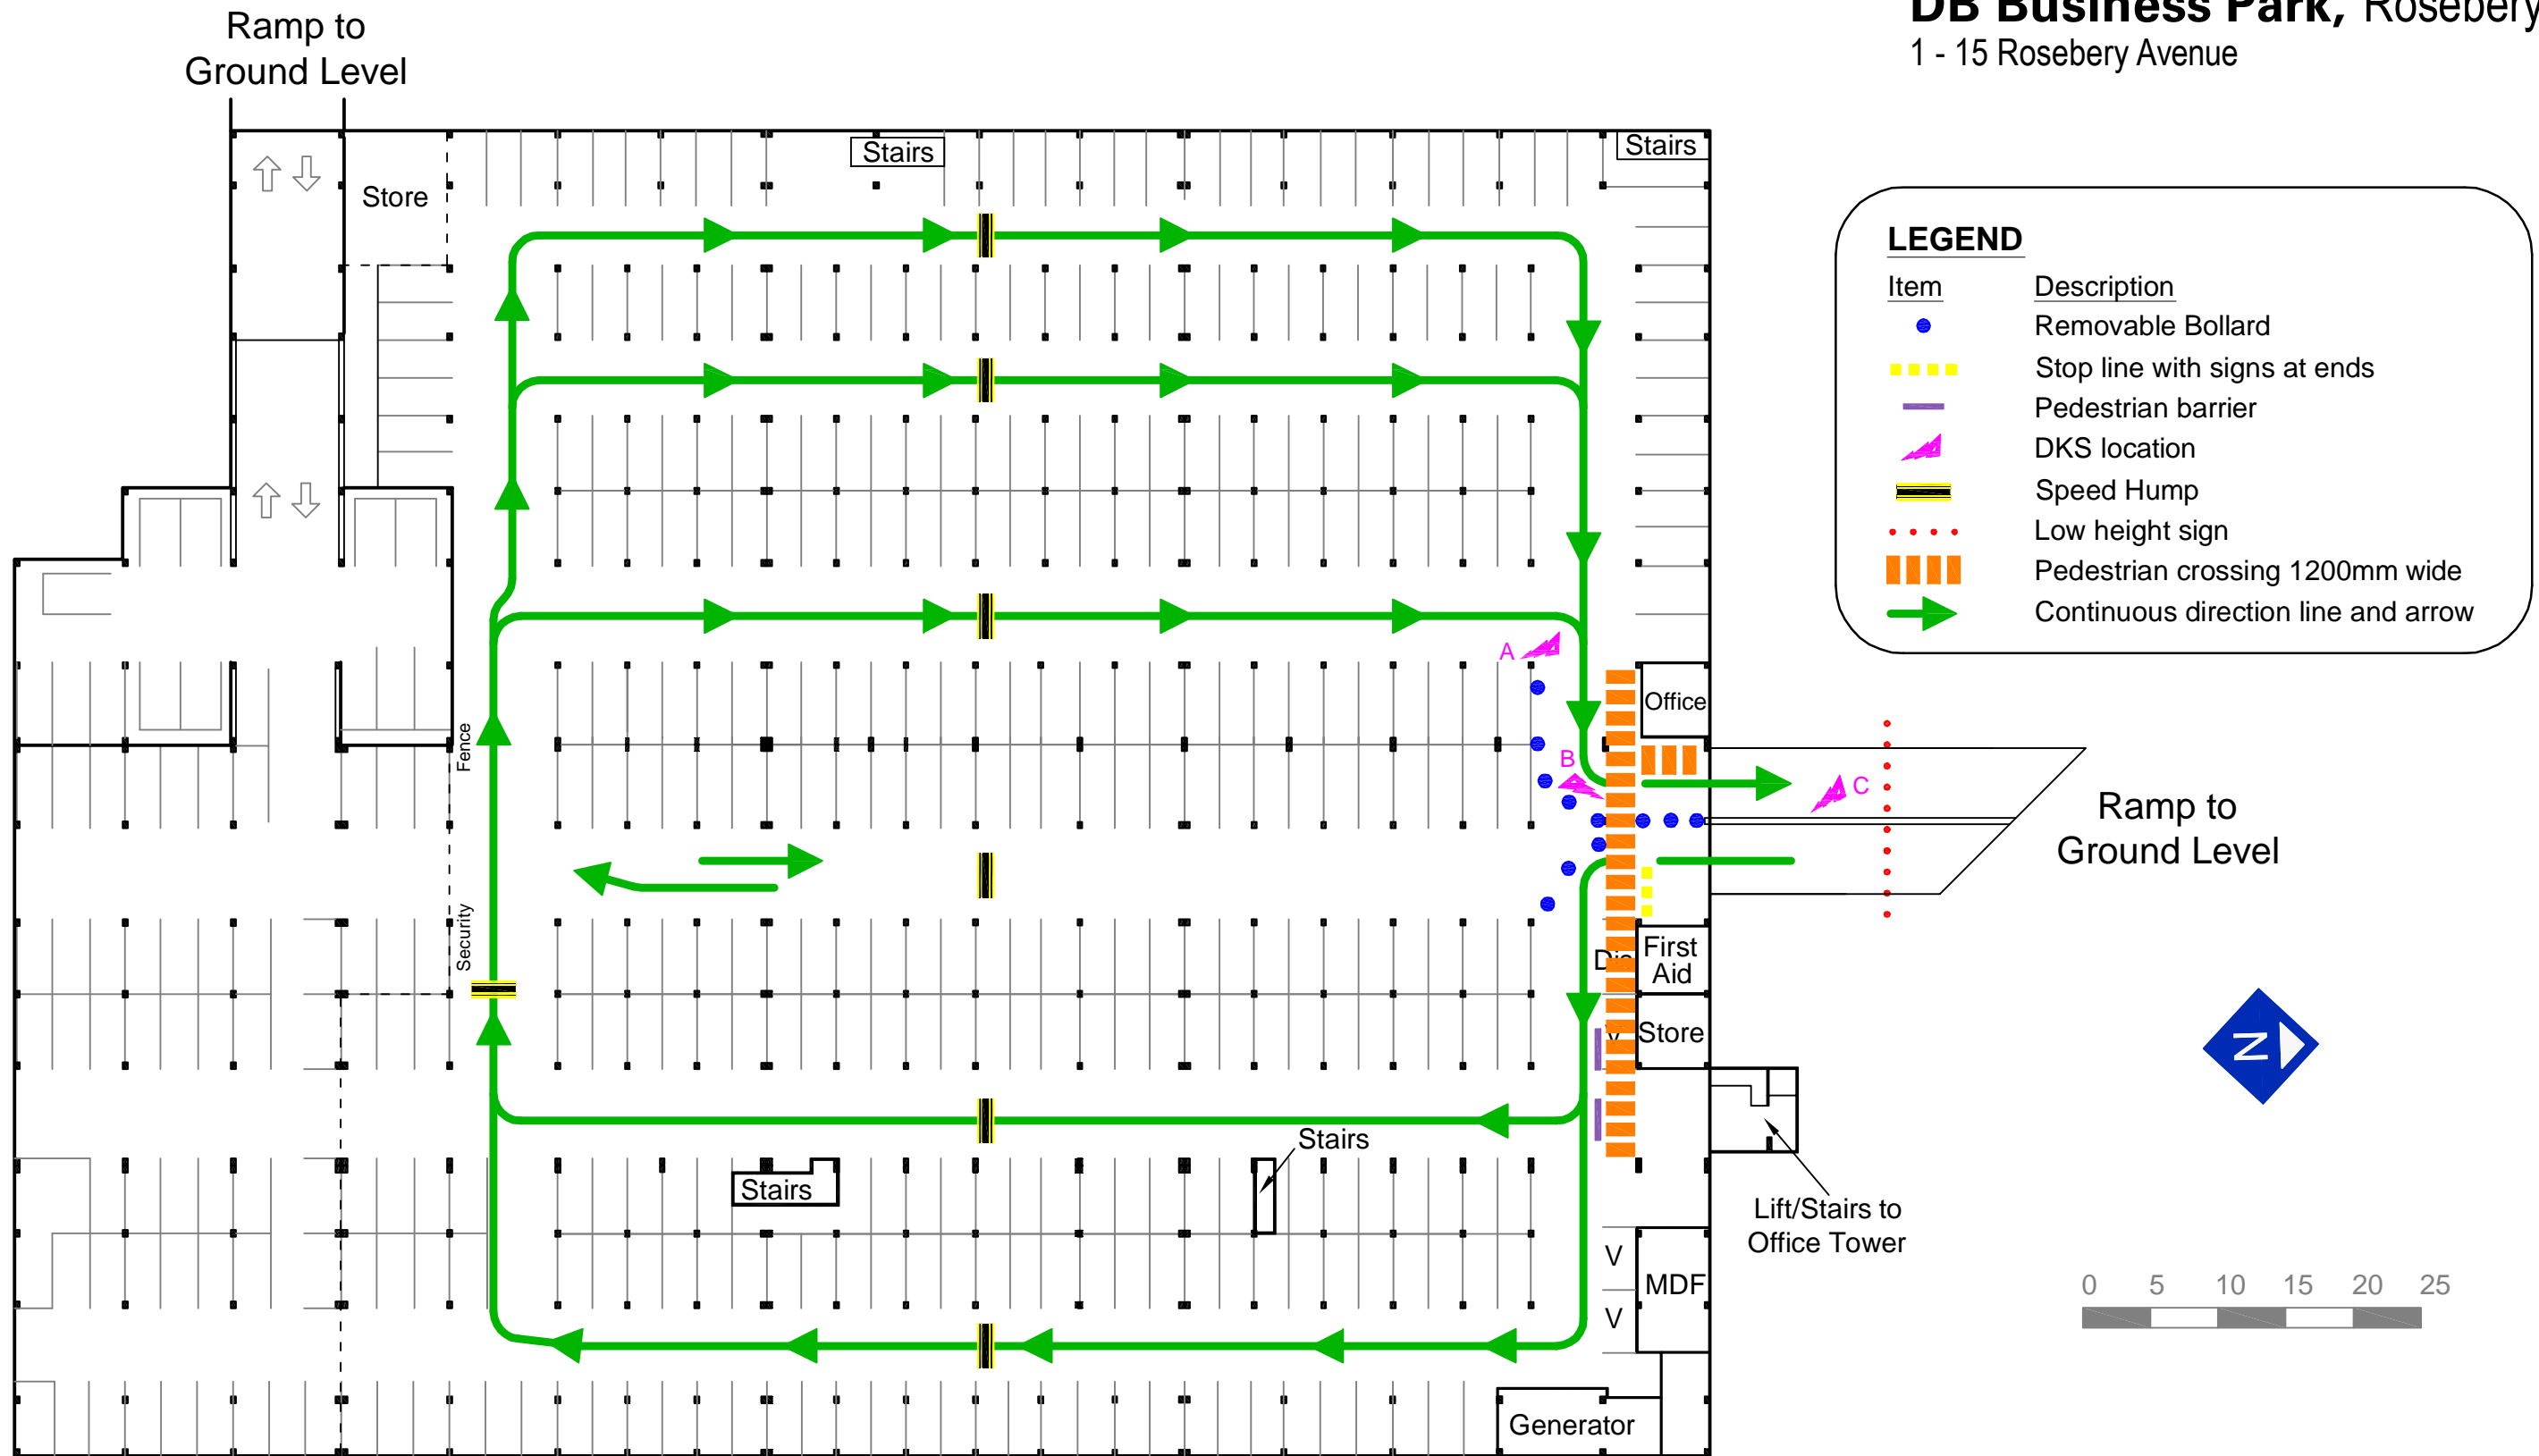 Ramp to
Ground Level
DB Business Park, Rosebery
1 - 15 Rosebery Avenue
Stairs
Stairs
Store
LEGEND
Item Description
Removable Bollard
Stop line with signs at ends
Pedestrian barrier
DKS location
Speed Hump
Low height sign
Pedestrian crossing 1200mm wide
Continuous direction line and arrow
A
Office
Fence
B
C
Ramp to
Ground Level
Security
Dis
First
Aid
V
Store
N
Stairs
Stairs
Lift/Stairs to
Office Tower
V
MDF
V
0 5 10 15 20 25
Generator